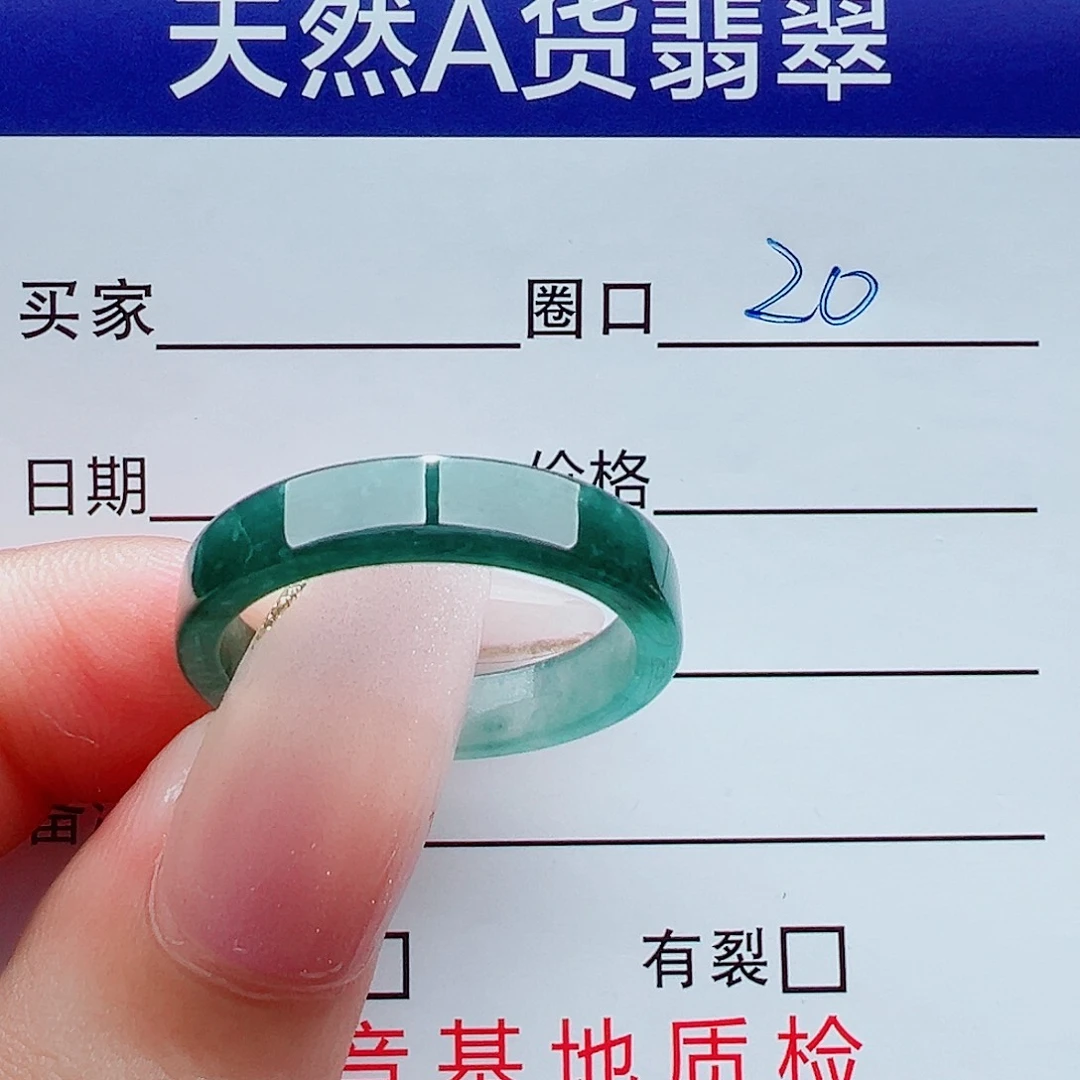 天然A货翡翠
买家 圈口 20
日期 价格
有裂
基地质检